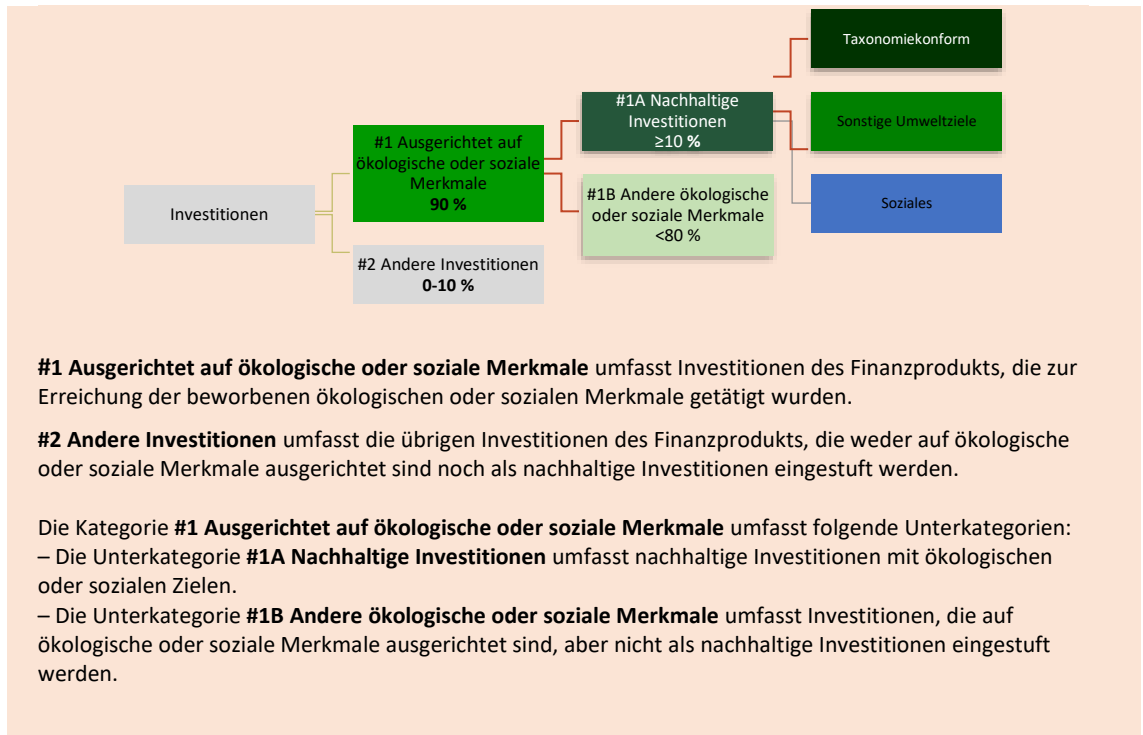 Taxonomiekonform
#1A Nachhaltige
Investitionen
≥10 %
Sonstige Umweltziele
#1 Ausgerichtet auf
ökologische oder soziale
Merkmale
90 %
#1B Andere ökologische
oder soziale Merkmale
<80 %
Soziales
Investitionen
#2 Andere Investitionen
0-10 %
#1 Ausgerichtet auf ökologische oder soziale Merkmale umfasst Investitionen des Finanzprodukts, die zur
Erreichung der beworbenen ökologischen oder sozialen Merkmale getätigt wurden.
#2 Andere Investitionen umfasst die übrigen Investitionen des Finanzprodukts, die weder auf ökologische
oder soziale Merkmale ausgerichtet sind noch als nachhaltige Investitionen eingestuft werden.
Die Kategorie #1 Ausgerichtet auf ökologische oder soziale Merkmale umfasst folgende Unterkategorien:
– Die Unterkategorie #1A Nachhaltige Investitionen umfasst nachhaltige Investitionen mit ökologischen
oder sozialen Zielen.
– Die Unterkategorie #1B Andere ökologische oder soziale Merkmale umfasst Investitionen, die auf
ökologische oder soziale Merkmale ausgerichtet sind, aber nicht als nachhaltige Investitionen eingestuft
werden.